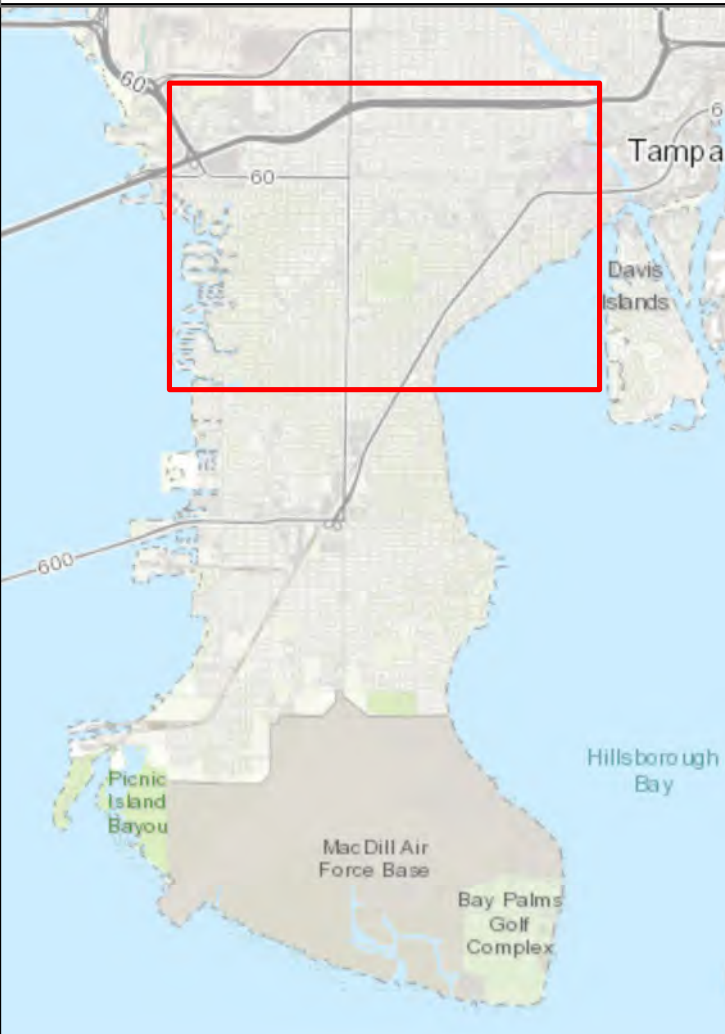 60
6
Tampa
60
Davis
Islands
600
Hillsborough
Bay
Picnic
Island
Bayou
MacDill Air
Force Base
Bay Palms
Golf
Complex